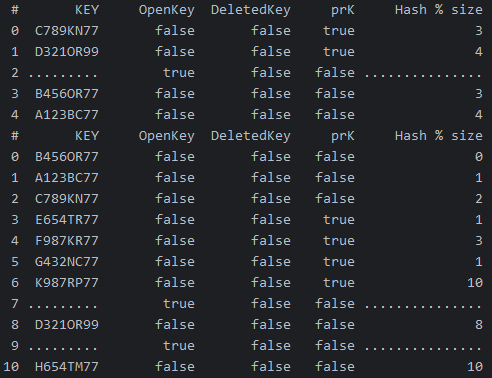 # KEY OpenKey DeletedKey prK Hash % size
0 C789KN77 false false true 3
1 D321OR99 false false true 4
2 ......... true false false ...............
3 B456OR77 false false false 3
4 A123BC77 false false false 4
# KEY OpenKey DeletedKey prK Hash % size
0 B456OR77 false false false 0
1 A123BC77 false false false 1
2 C789KN77 false false false 2
3 E654TR77 false false true 1
4 F987KR77 false false true 3
5 G432NC77 false false true 1
6 K987RP77 false false true 10
7 ......... true false false ...............
8 D321OR99 false false false 8
9 ......... true false false ...............
10 H654TM77 false false false 10